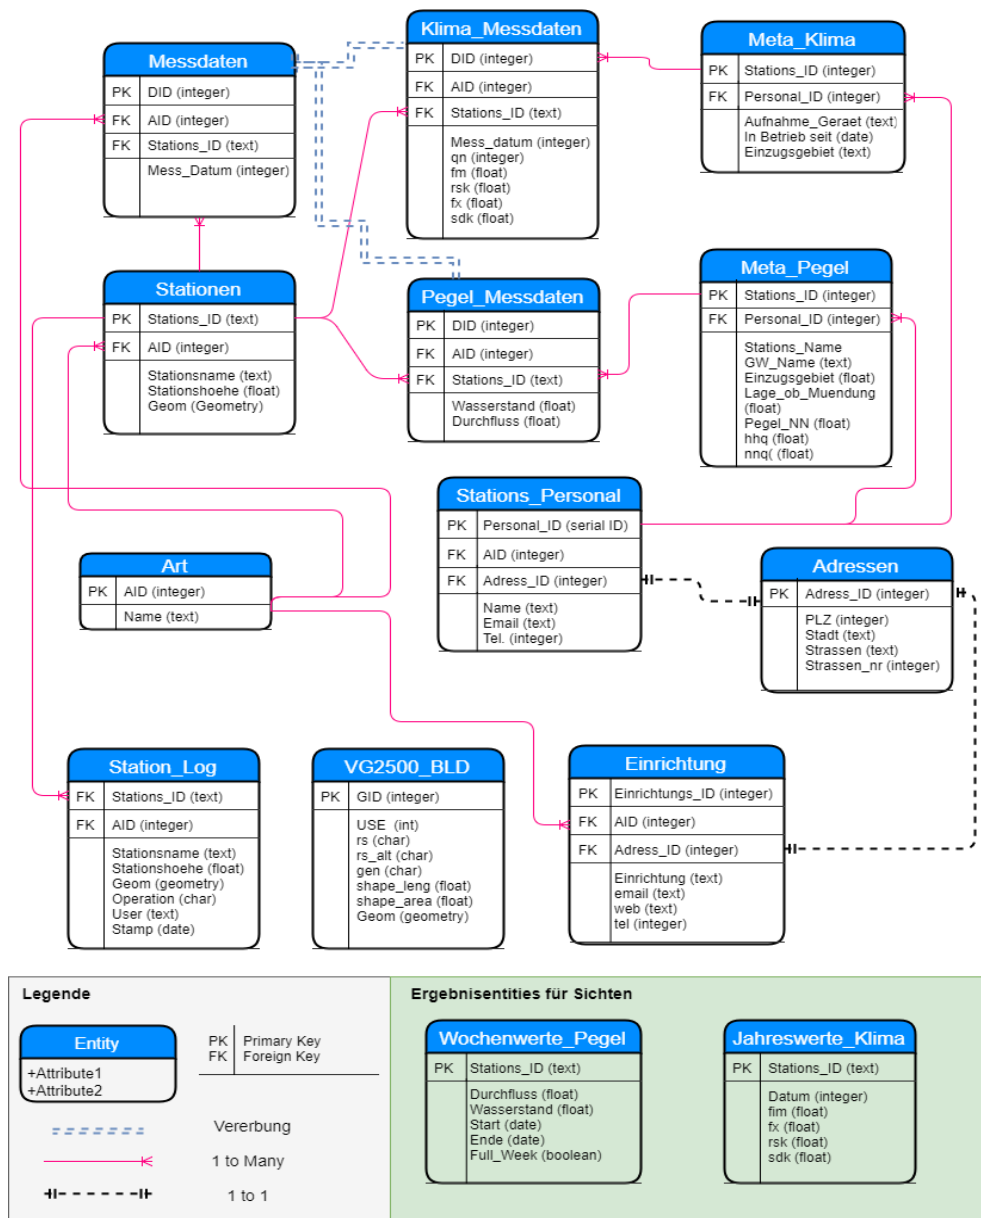 Messdaten
PK DID (integer)
FK AID (integer)
FK Stations_ID (text)
Mess_Datum (integer)
Klima_Messdaten
PK DID (integer)
FK AID (integer)
FK Stations_ID (text)
Mess_datum (integer)
qn (integer)
fm (float)
rsk (float)
fx (float)
sdk (float)
Meta_Klima
PK Stations_ID (integer)
FK Personal_ID (integer)
Aufnahme_Geraet (text)
In Betrieb seit (date)
Einzugsgebiet (text)
Stationen
PK Stations_ID (text)
FK AID (integer)
Stationsname (text)
Stationshoehe (float)
Geom (Geometry)
Pegel_Messdaten
PK DID (integer)
FK AID (integer)
FK Stations_ID (text)
Wasserstand (float)
Durchfluss (float)
Meta_Pegel
PK Stations_ID (integer)
FK Personal_ID (integer)
Stations_Name
GW_Name (text)
Einzugsgebiet (float)
Lage_ob_Muendung
(float)
Pegel_NN (float)
hhq (float)
nnq( (float)
Stations_Personal
PK Personal_ID (serial ID)
FK AID (integer)
FK Adress_ID (integer)
Name (text)
Email (text)
Tel. (integer)
Art
PK AID (integer)
Name (text)
Adressen
PK Adress_ID (integer)
PLZ (integer)
Stadt (text)
Strassen (text)
Strassen_nr (integer)
Station_Log
FK Stations_ID (text)
FK AID (integer)
Stationsname (text)
Stationshoehe (float)
Geom (geometry)
Operation (char)
User (text)
Stamp (date)
VG2500_BLD
PK GID (integer)
USE (int)
rs (char)
rs_alt (char)
gen (char)
shape_leng (float)
shape_area (float)
Geom (geometry)
Einrichtung
PK Einrichtungs_ID (integer)
FK AID (integer)
FK Adress_ID (integer)
Einrichtung (text)
email (text)
web (text)
tel (integer)
Legende
Entity
+Attribute1
+Attribute2
PK Primary Key
FK Foreign Key
Vererbung
1 to Many
1 to 1
Ergebnisentities für Sichten
Wochenwerte_Pegel
PK Stations_ID (text)
Durchfluss (float)
Wasserstand (float)
Start (date)
Ende (date)
Full_Week (boolean)
Jahreswerte_Klima
PK Stations_ID (text)
Datum (integer)
fim (float)
fx (float)
rsk (float)
sdk (float)